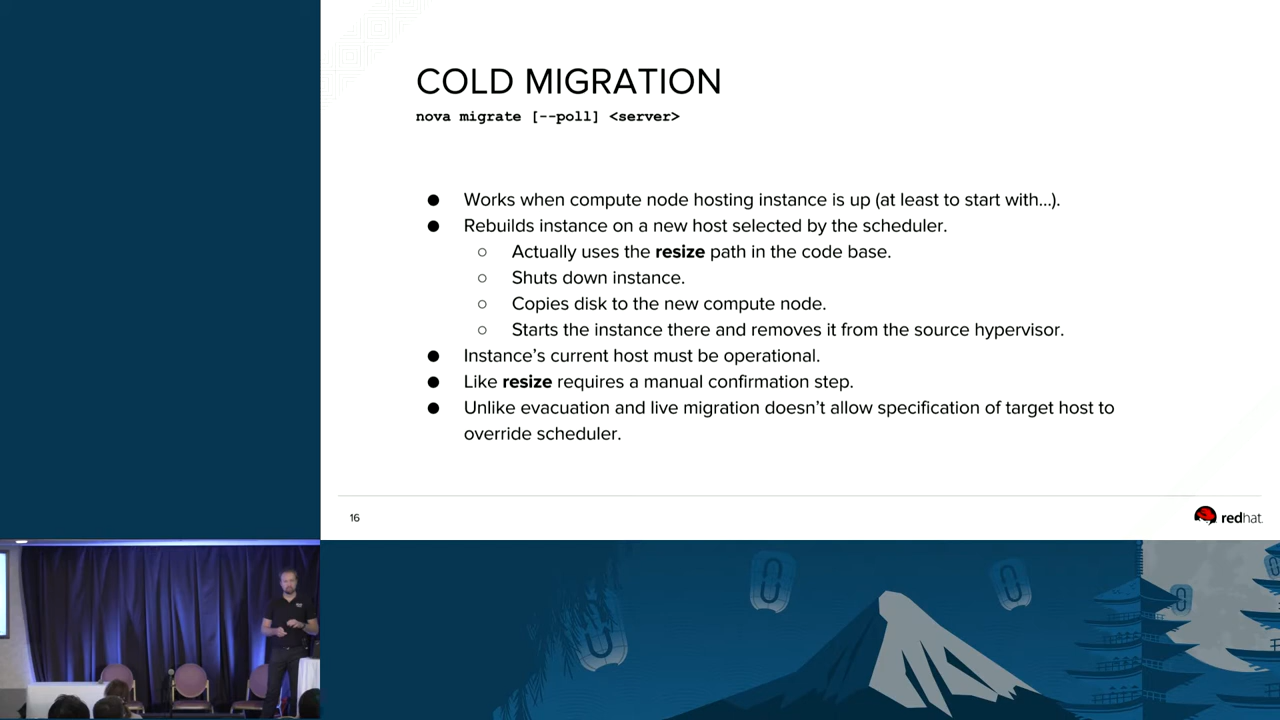 COLD MIGRATION
nova migrate [--poll] <server>
● Works when compute node hosting instance is up (at least to start with...).
● Rebuilds instance on a new host selected by the scheduler.
○ Actually uses the resize path in the code base.
○ Shuts down instance.
○ Copies disk to the new compute node.
○ Starts the instance there and removes it from the source hypervisor.
● Instance's current host must be operational.
● Like resize requires a manual confirmation step.
● Unlike evacuation and live migration doesn't allow specification of target host to
override scheduler.
16
redhat.